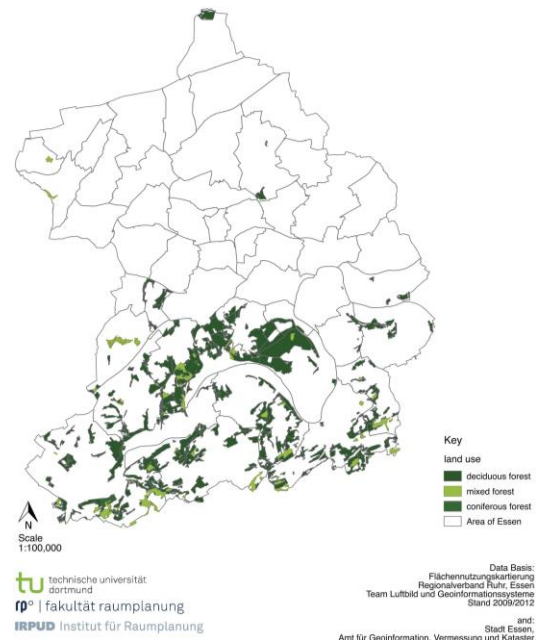 Key
land use
deciduous forest
mixed forest
coniferous forest
Area of Essen
N
Scale
1:100,000
tu technische universität
dortmund
rp° | fakultät raumplanung
IRPUD Institut für Raumplanung
Data Basis:
Flächennutzungskartierung
Regionalverband Ruhr, Essen
Team Luftbild und Geoinformationssysteme
Stand 2009/2012
and:
Stadt Essen,
Amt für Geoinformation, Vermessung und Kataster